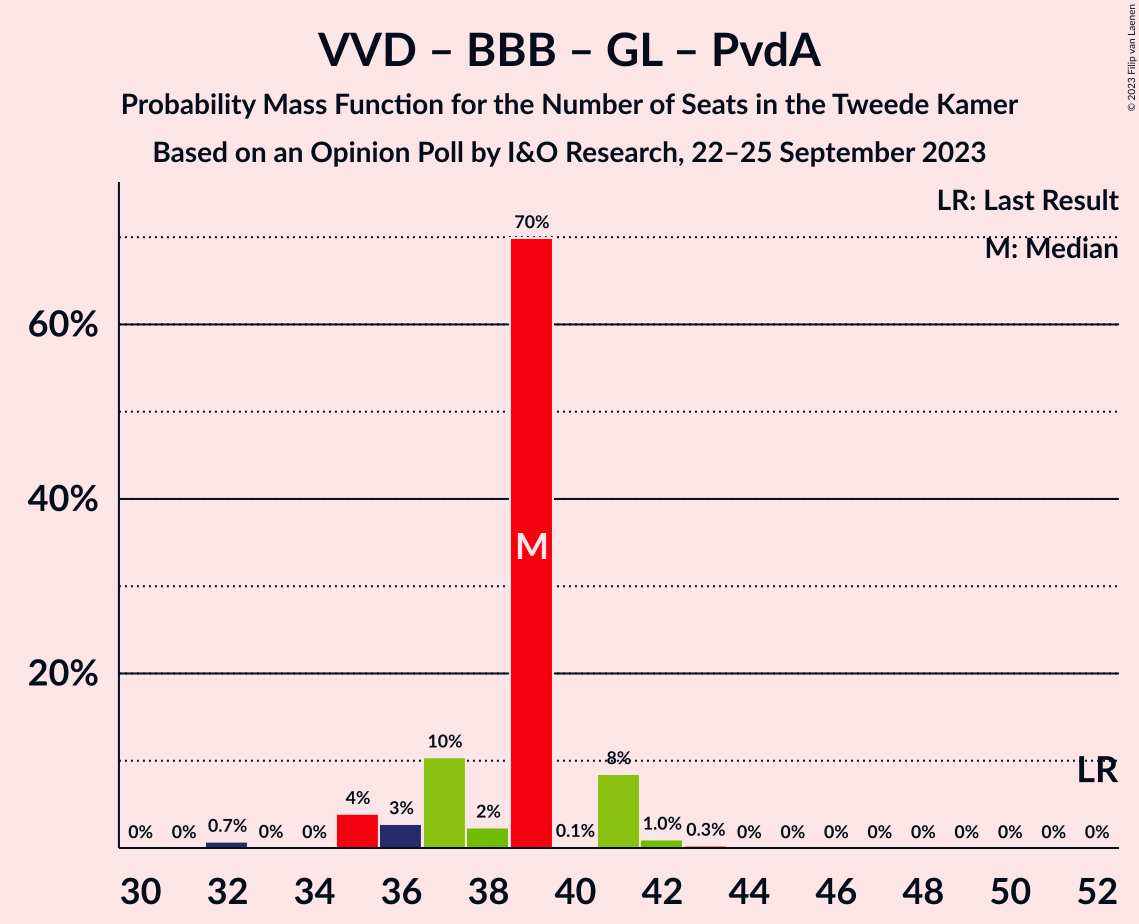 VVD – BBB – GL – PvdA
Probability Mass Function for the Number of Seats in the Tweede Kamer
Based on an Opinion Poll by I&O Research, 22–25 September 2023
© 2023 Filip van Laenen
LR: Last Result
M: Median
60%
40%
20%
0% 0% 0.7% 0% 0% 4% 3% 10% 2% 70% 0.1% 8% 1.0% 0.3% 0% 0% 0% 0% 0% 0% 0% 0% 0%
M
LR
30 32 34 36 38 40 42 44 46 48 50 52